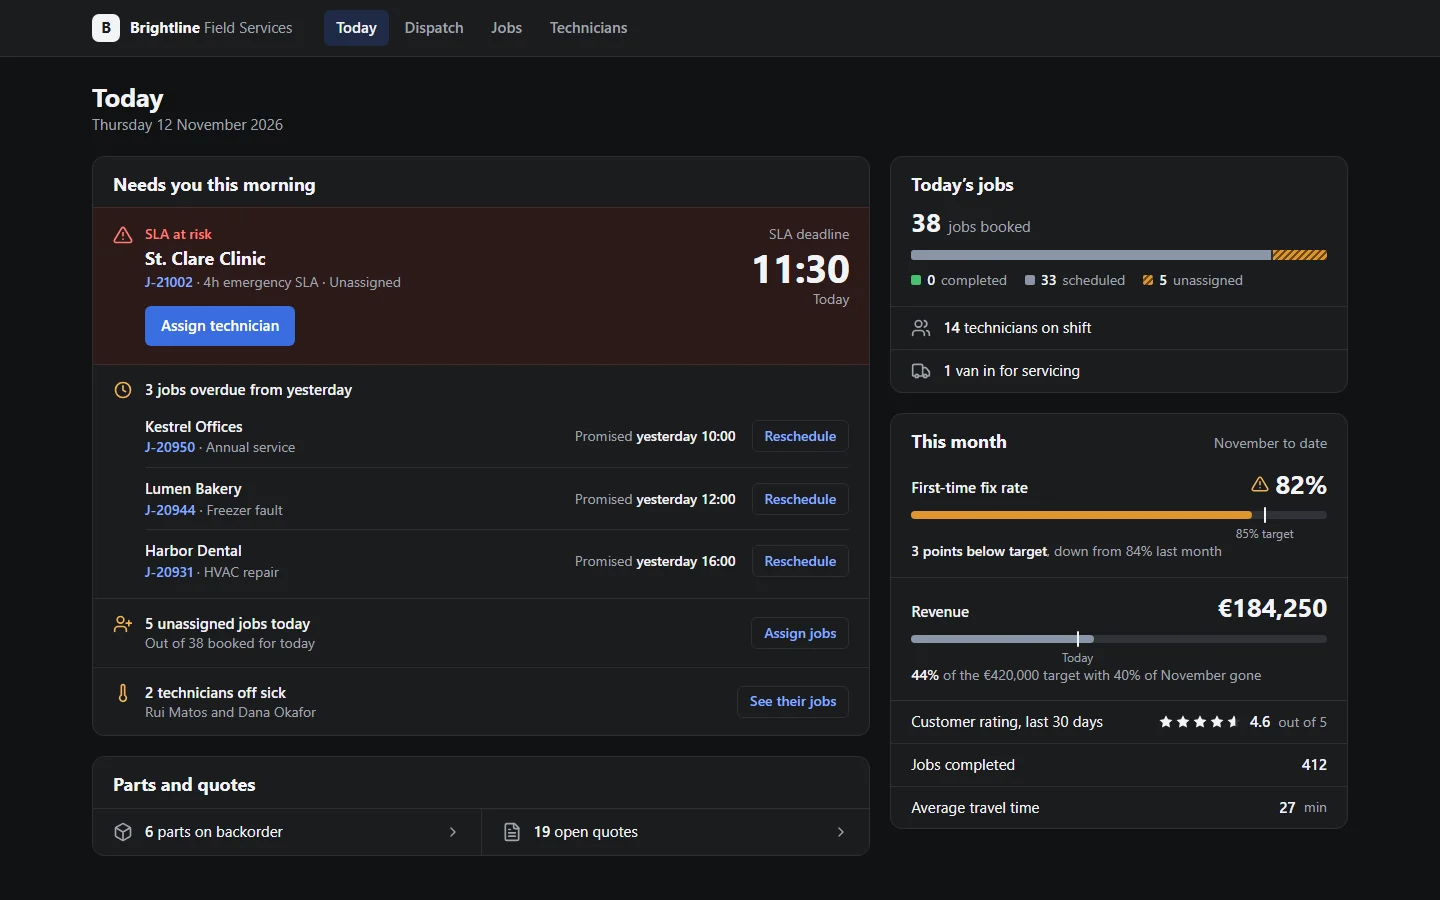 B Brightline Field Services Today Dispatch Jobs Technicians
Today
Thursday 12 November 2026
Needs you this morning
SLA at risk
St. Clare Clinic
J-21002 · 4h emergency SLA · Unassigned
Assign technician
SLA deadline
11:30
Today
3 jobs overdue from yesterday
Kestrel Offices
J-20950 · Annual service
Promised yesterday 10:00 Reschedule
Lumen Bakery
J-20944 · Freezer fault
Promised yesterday 12:00 Reschedule
Harbor Dental
J-20931 · HVAC repair
Promised yesterday 16:00 Reschedule
5 unassigned jobs today
Out of 38 booked for today
Assign jobs
2 technicians off sick
Rui Matos and Dana Okafor
See their jobs
Parts and quotes
6 parts on backorder
19 open quotes
Today’s jobs
38 jobs booked
0 completed 33 scheduled 5 unassigned
14 technicians on shift
1 van in for servicing
This month November to date
First-time fix rate 82%
85% target
3 points below target, down from 84% last month
Revenue €184,250
Today
44% of the €420,000 target with 40% of November gone
Customer rating, last 30 days 4.6 out of 5
Jobs completed 412
Average travel time 27 min